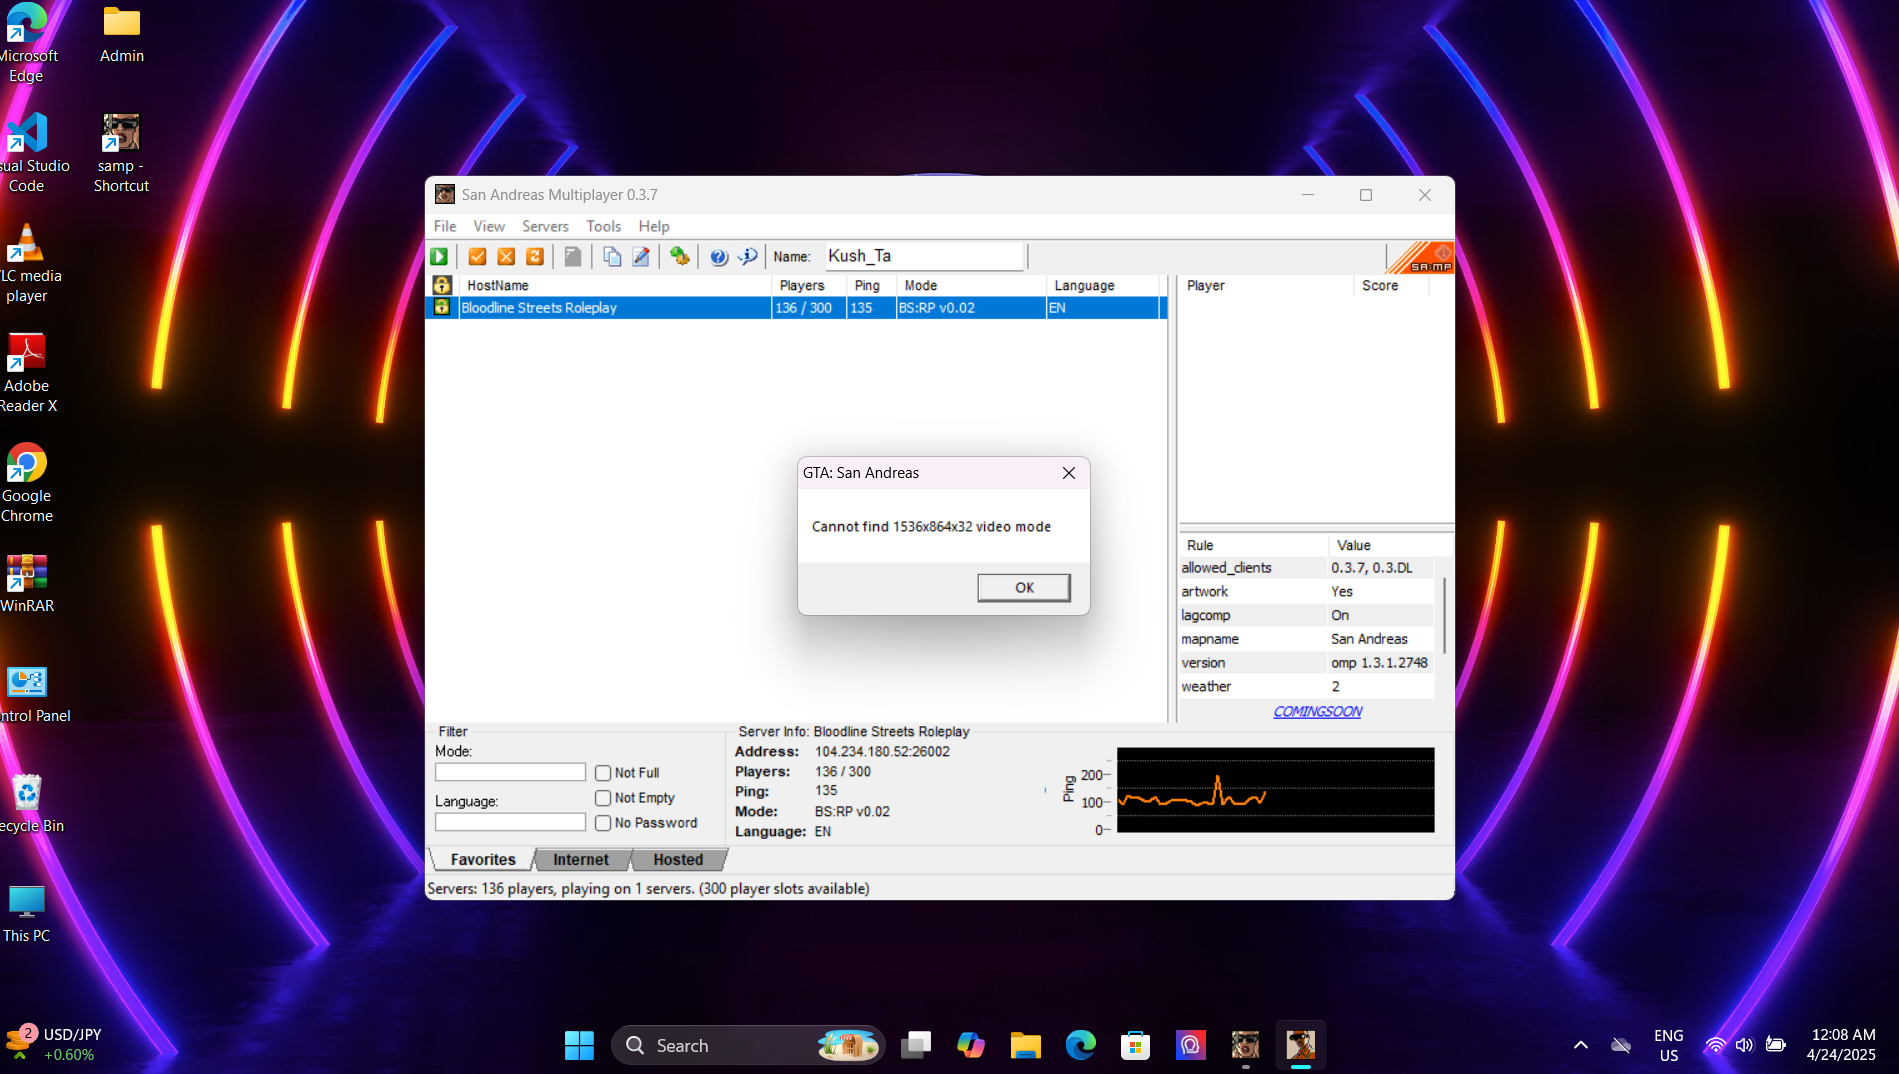 Microsoft
Edge
Admin
sual Studio
Code
samp -
Shortcut
LC media
player
Adobe
Reader X
Google
Chrome
WinRAR
ntrol Panel
ecycle Bin
This PC
San Andreas Multiplayer 0.3.7
File View Servers Tools Help
Name: Kush_Ta
SA:MP
HostName Players Ping Mode Language
Bloodline Streets Roleplay 136 / 300 135 BS:RP v0.02 EN
Player Score
GTA: San Andreas
Cannot find 1536x864x32 video mode
OK
Rule Value
allowed_clients 0.3.7, 0.3.DL
artwork Yes
lagcomp On
mapname San Andreas
version omp 1.3.1.2748
weather 2
COMINGSOON
Filter
Mode:
Not Full
Language:
Not Empty
No Password
Server Info: Bloodline Streets Roleplay
Address: 104.234.180.52:26002
Players: 136 / 300
Ping: 135
Mode: BS:RP v0.02
Language: EN
Ping
200
100
0
Favorites Internet Hosted
Servers: 136 players, playing on 1 servers. (300 player slots available)
2
USD/JPY
+0.60%
Search
ENG
US
12:08 AM
4/24/2025